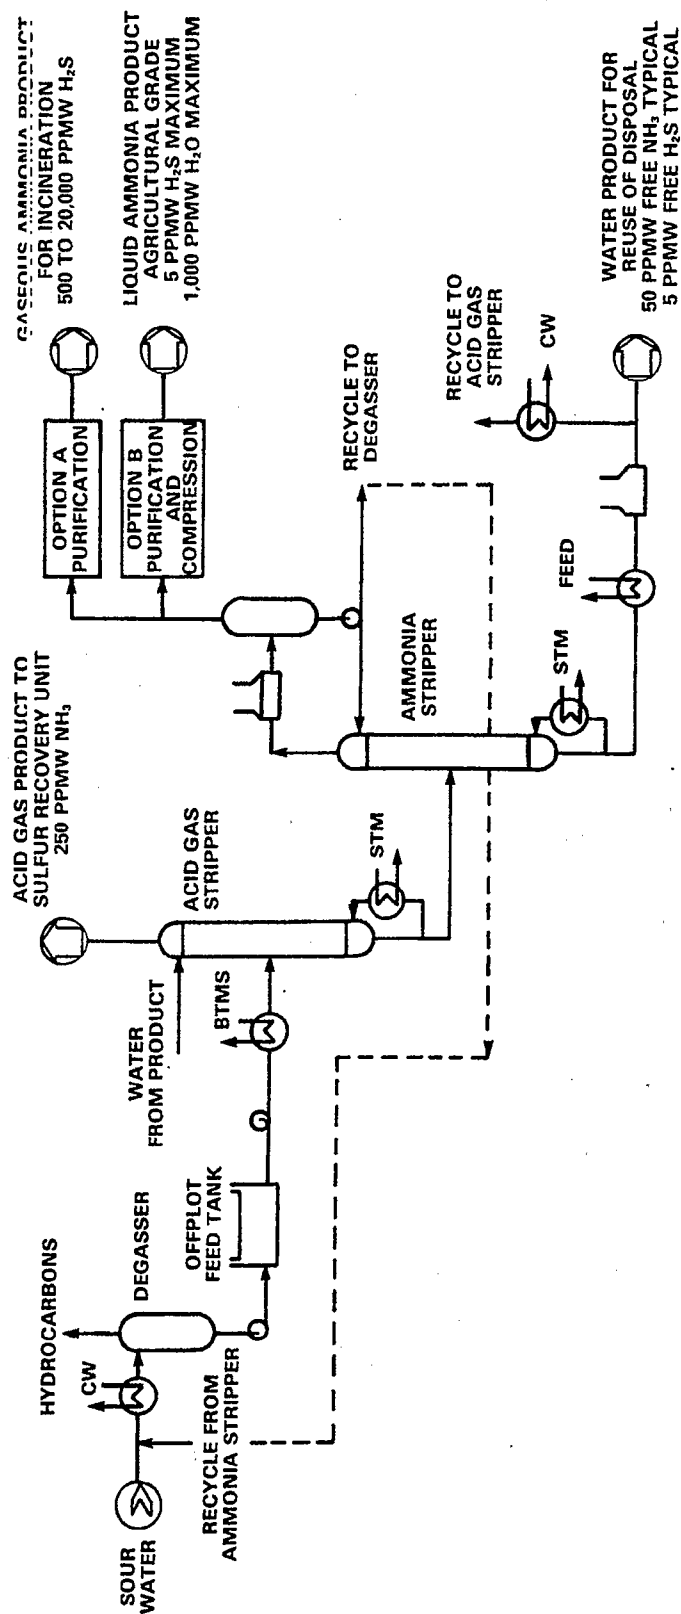 SOUR
WATER
HYDROCARBONS
CW
DEGASSER
RECYCLE FROM
AMMONIA STRIPPER
OFFPLOT
FEED TANK
WATER
FROM PRODUCT
BTMS
ACID GAS PRODUCT TO
SULFUR RECOVERY UNIT
250 PPMW NH₃
ACID GAS
STRIPPER
STM
AMMONIA
STRIPPER
STM
FEED
RECYCLE TO
DEGASSER
OPTION A
PURIFICATION
OPTION B
PURIFICATION
AND
COMPRESSION
GASEOUS AMMONIA PRODUCT
FOR INCINERATION
500 TO 20,000 PPMW H₂S
LIQUID AMMONIA PRODUCT
AGRICULTURAL GRADE
5 PPMW H₂S MAXIMUM
1,000 PPMW H₂O MAXIMUM
RECYCLE TO
ACID GAS
STRIPPER
CW
WATER PRODUCT FOR
REUSE OF DISPOSAL
50 PPMW FREE NH₃ TYPICAL
5 PPMW FREE H₂S TYPICAL